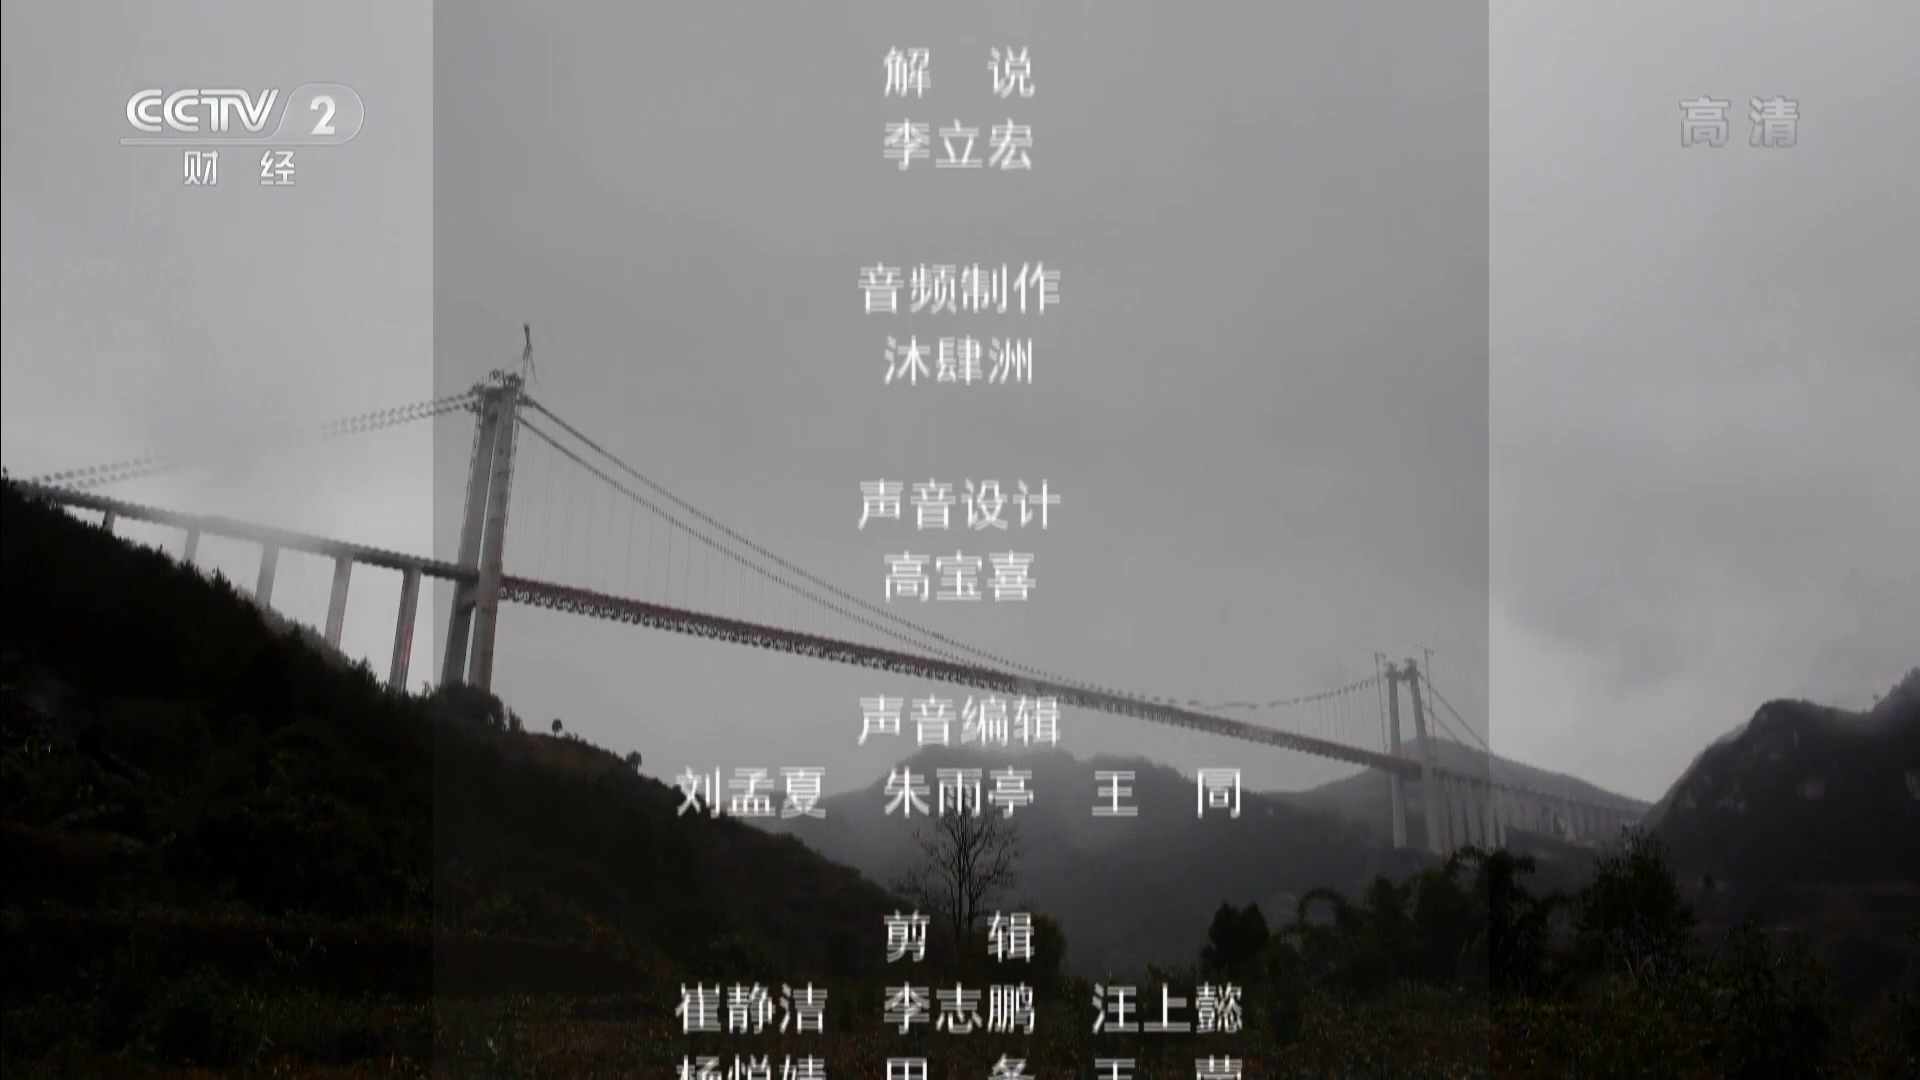 CCTV 2
财 经
高 清
解 说
李立宏
音频制作
沐肆洲
声音设计
高宝喜
声音编辑
刘孟夏 朱雨亭 王 同
剪 辑
崔静洁 李志鹏 汪上懿